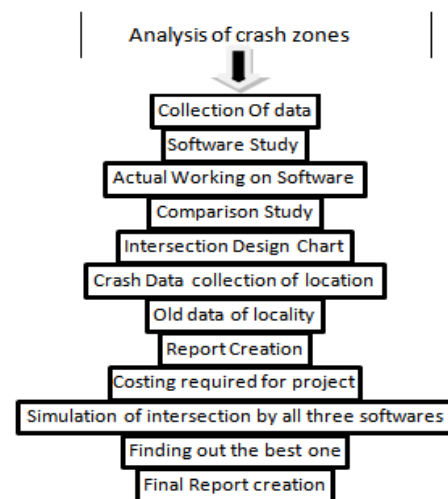 Analysis of crash zones
Collection Of data
Software Study
Actual Working on Software
Comparison Study
Intersection Design Chart
Crash Data collection of location
Old data of locality
Report Creation
Costing required for project
Simulation of intersection by all three softwares
Finding out the best one
Final Report creation